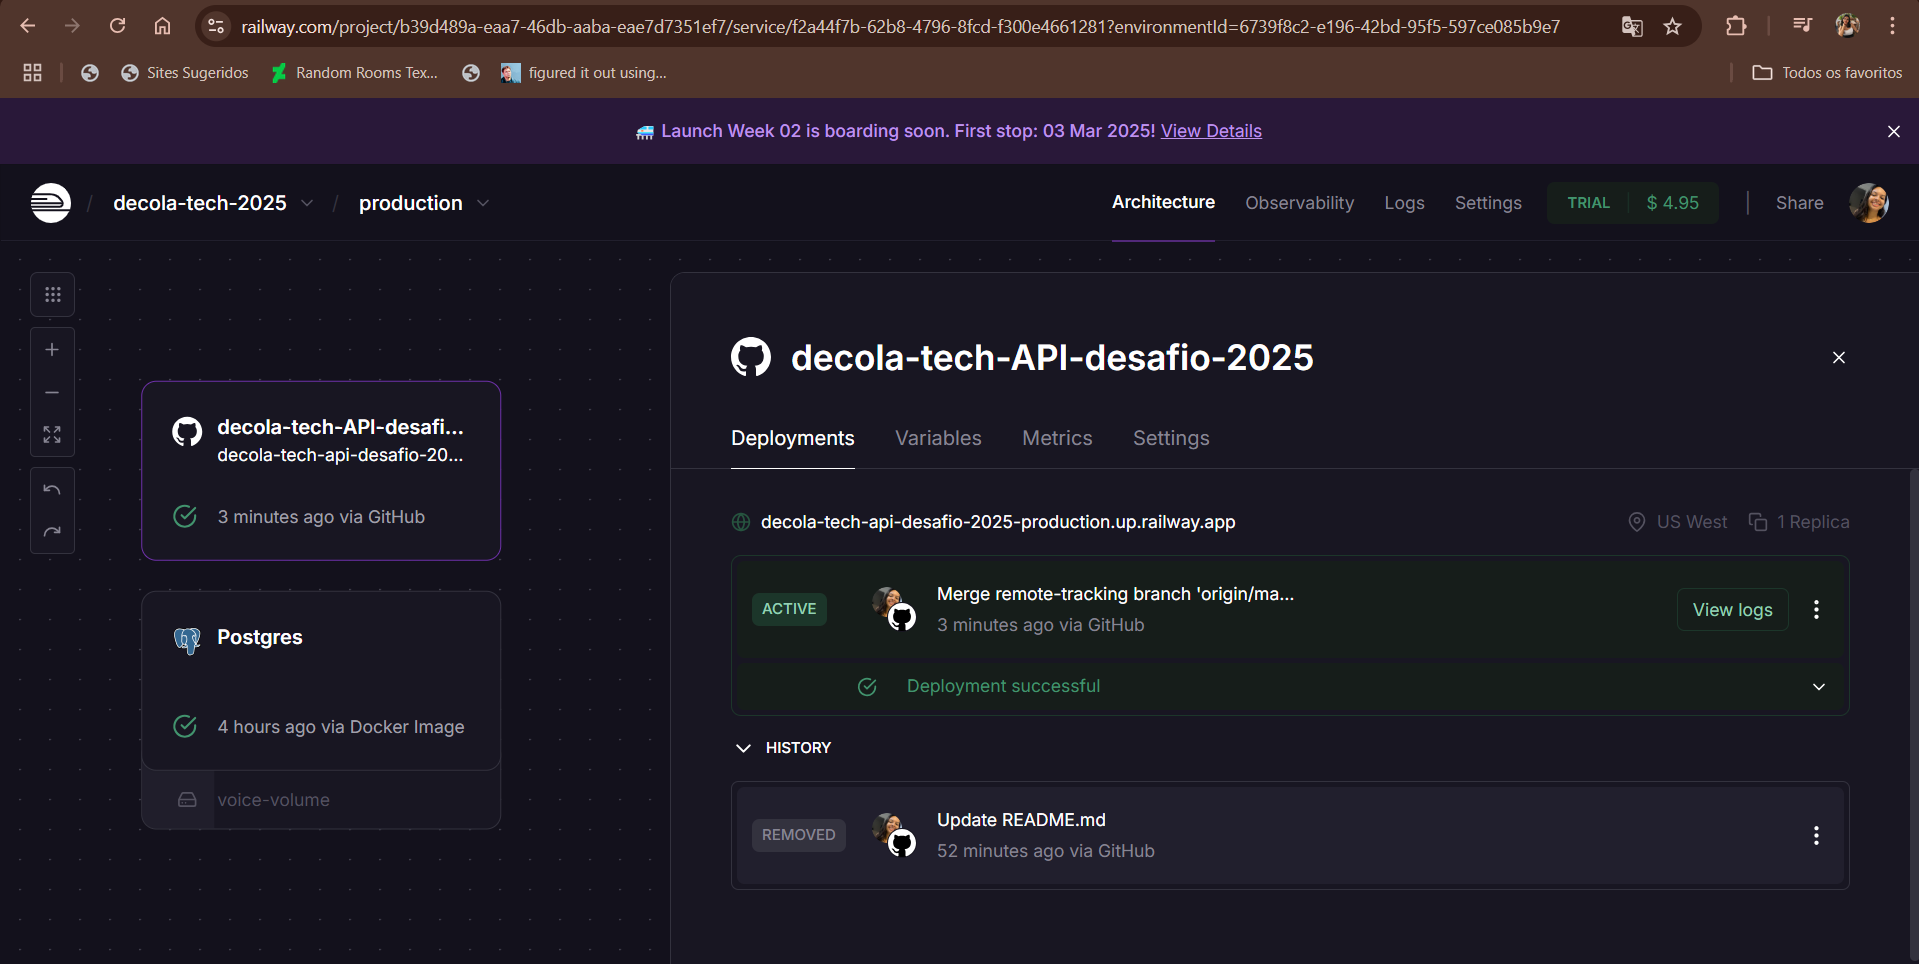 railway.com/project/b39d489a-eaa7-46db-aaba-eae7d7351ef7/service/f2a44f7b-62b8-4796-8fcd-f300e4661281?environmentId=6739f8c2-e196-42bd-95f5-597ce085b9e7
Sites Sugeridos
Random Rooms Tex...
figured it out using...
Todos os favoritos
Launch Week 02 is boarding soon. First stop: 03 Mar 2025! View Details
/ decola-tech-2025 / production
Architecture
Observability
Logs
Settings
TRIAL
$ 4.95
Share
decola-tech-API-desafi...
decola-tech-api-desafio-20...
3 minutes ago via GitHub
Postgres
4 hours ago via Docker Image
voice-volume
decola-tech-API-desafio-2025
Deployments
Variables
Metrics
Settings
decola-tech-api-desafio-2025-production.up.railway.app
US West
1 Replica
ACTIVE
Merge remote-tracking branch 'origin/ma...
3 minutes ago via GitHub
View logs
Deployment successful
HISTORY
REMOVED
Update README.md
52 minutes ago via GitHub